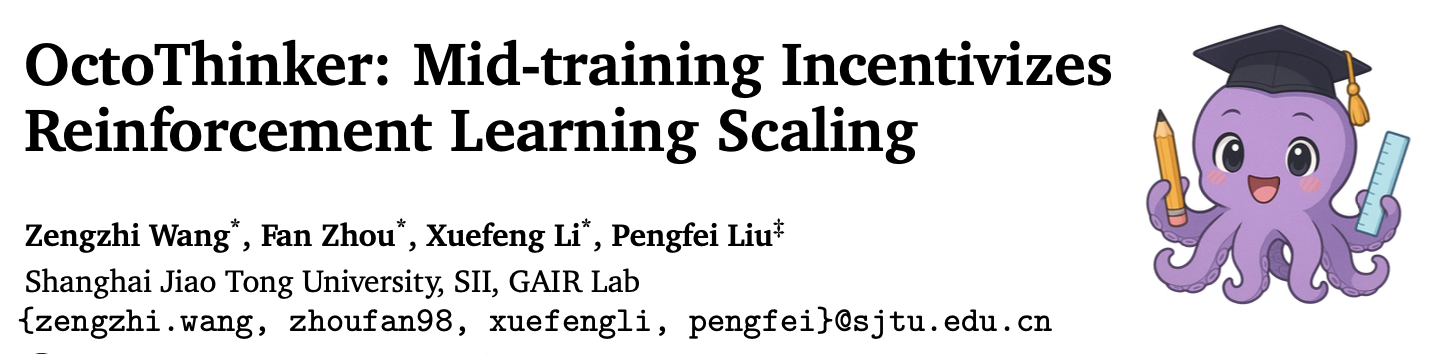 OctoThinker: Mid-training Incentivizes
Reinforcement Learning Scaling
Zengzhi Wang*, Fan Zhou*, Xuefeng Li*, Pengfei Liu‡
Shanghai Jiao Tong University, SII, GAIR Lab
{zengzhi.wang, zhoufan98, xuefengli, pengfei}@sjtu.edu.cn